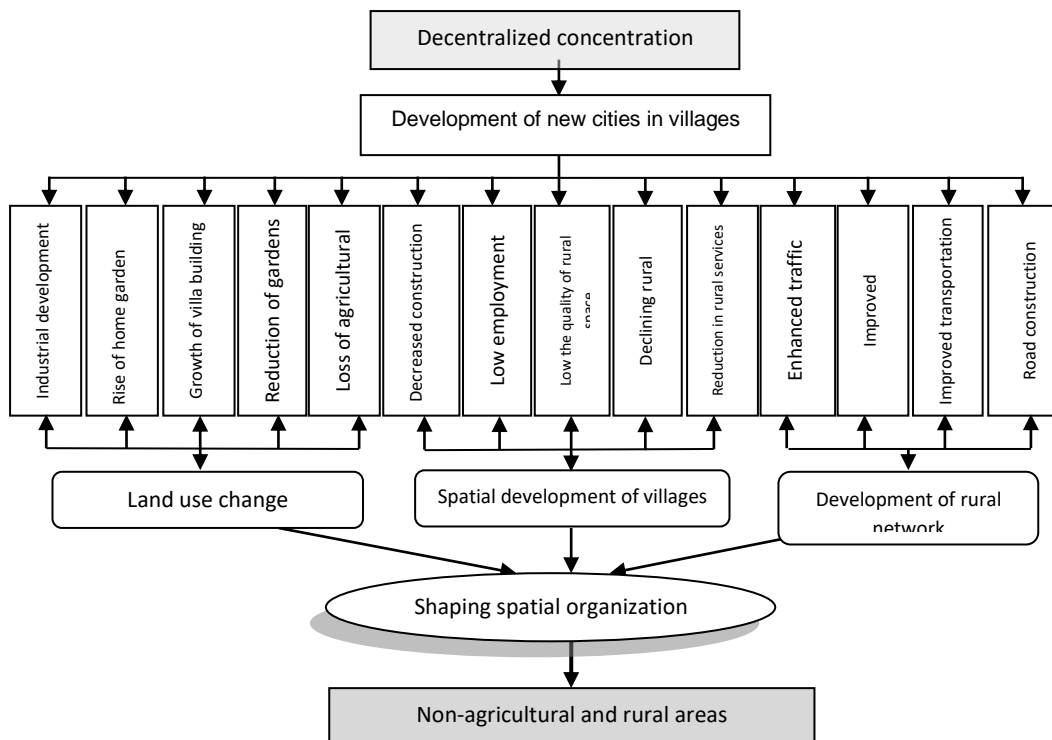 Decentralized concentration
Development of new cities in villages
Industrial development
Rise of home garden
Growth of villa building
Reduction of gardens
Loss of agricultural
Decreased construction
Low employment
Low the quality of rural
space
Declining rural
Reduction in rural services
Enhanced traffic
Improved
Improved transportation
Road construction
Land use change
Spatial development of villages
Development of rural
network
Shaping spatial organization
Non-agricultural and rural areas